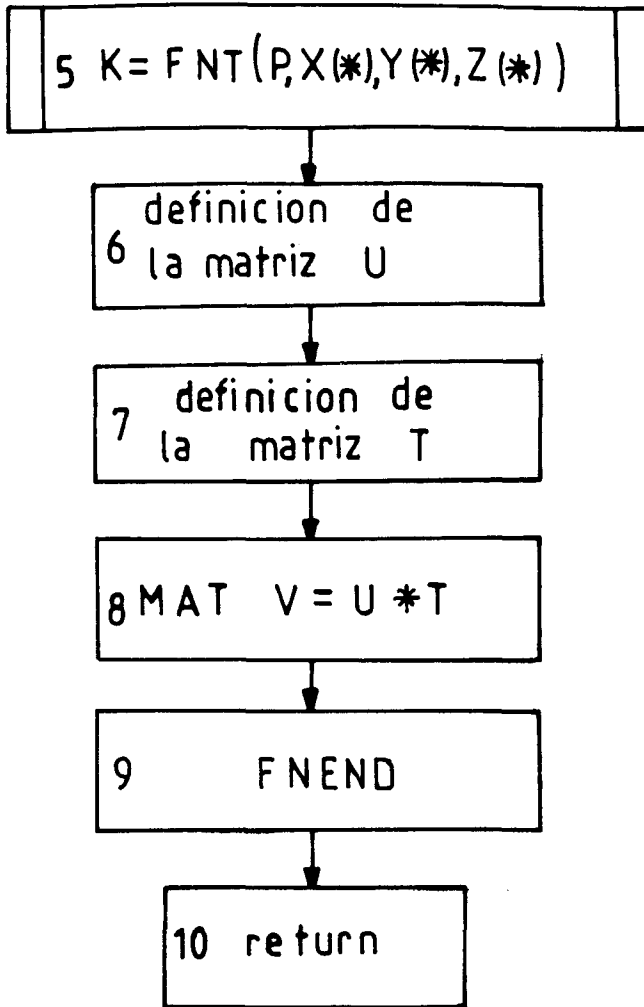 5 K= FNT(P,X(*),Y(*),Z(*))
definicion de
6 la matriz U
definicion de
7 la matriz T
8 MAT V = U * T
9 FNEND
10 return